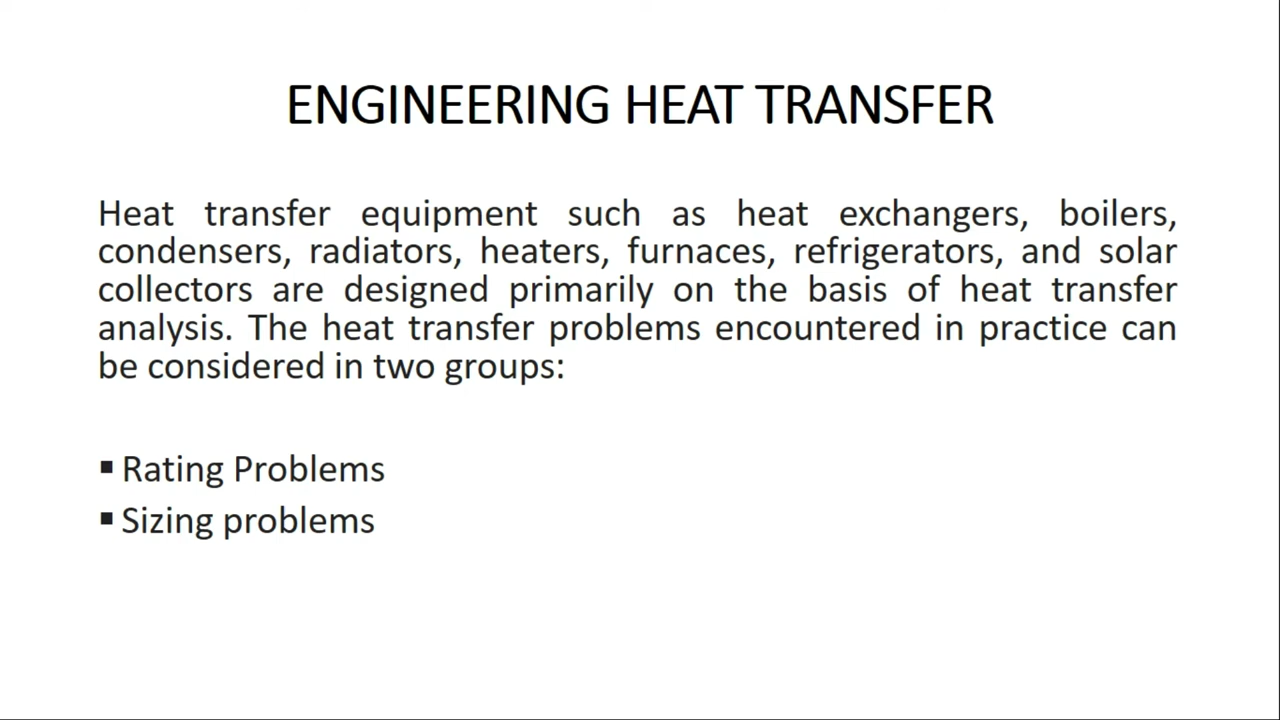 ENGINEERING HEAT TRANSFER
Heat transfer equipment such as heat exchangers, boilers,
condensers, radiators, heaters, furnaces, refrigerators, and solar
collectors are designed primarily on the basis of heat transfer
analysis. The heat transfer problems encountered in practice can
be considered in two groups:
▪ Rating Problems
▪ Sizing problems